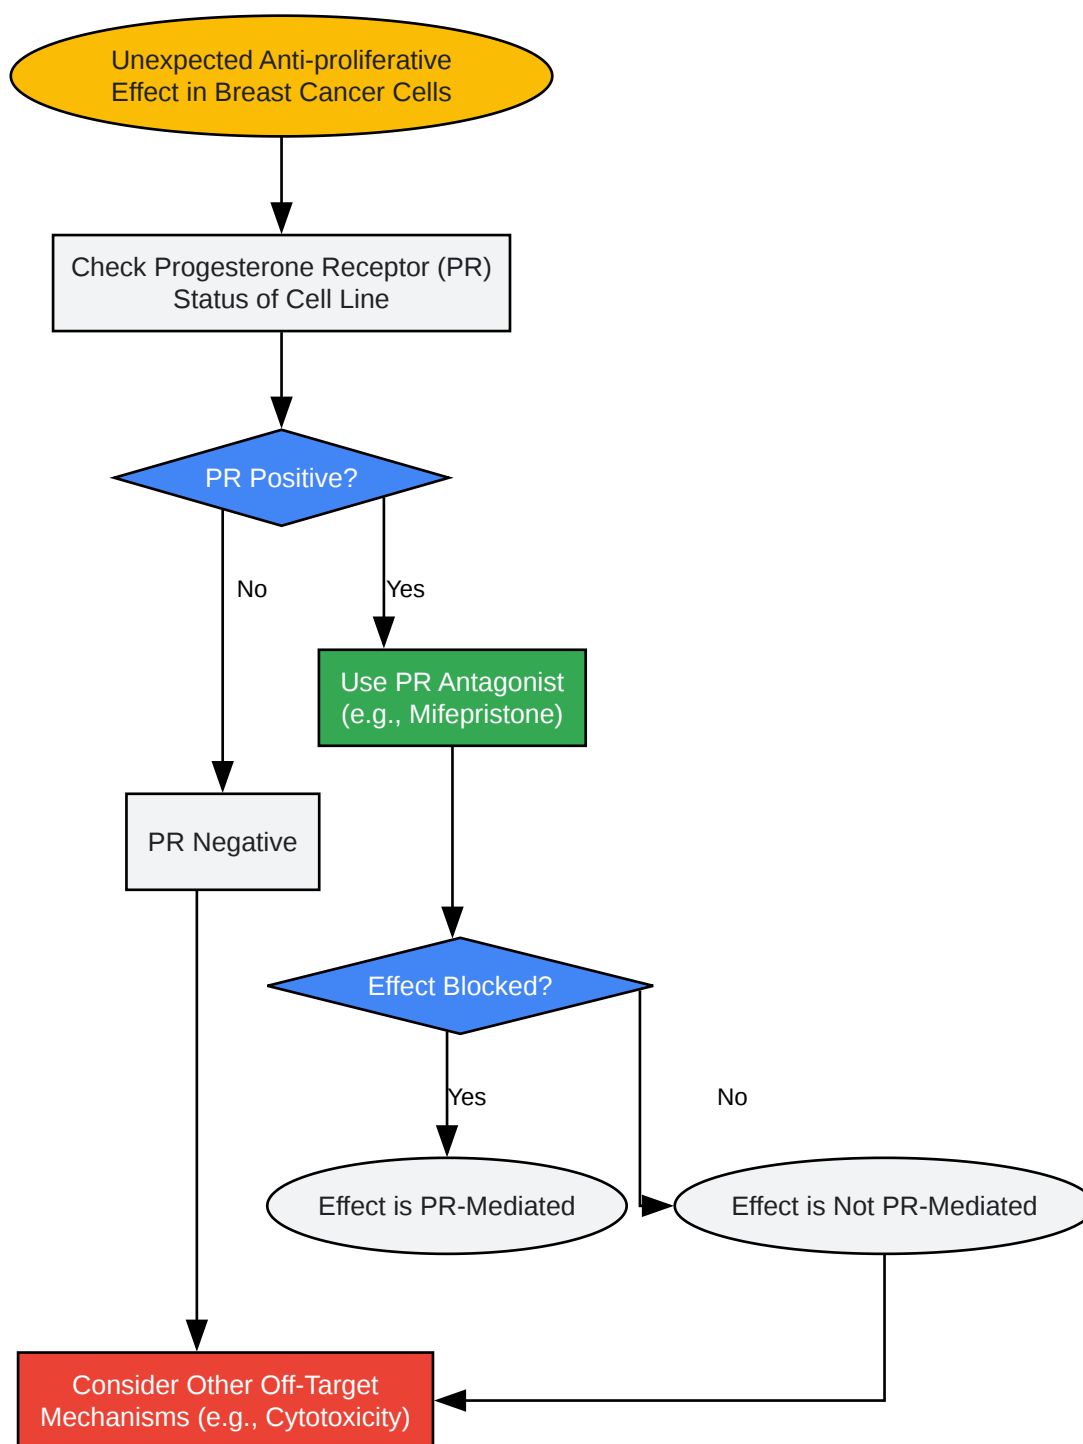 Unexpected Anti-proliferative
Effect in Breast Cancer Cells
Check Progesterone Receptor (PR)
Status of Cell Line
PR Positive?
No
Yes
Use PR Antagonist
(e.g., Mifepristone)
PR Negative
Effect Blocked?
Yes
No
Effect is PR-Mediated
Effect is Not PR-Mediated
Consider Other Off-Target
Mechanisms (e.g., Cytotoxicity)